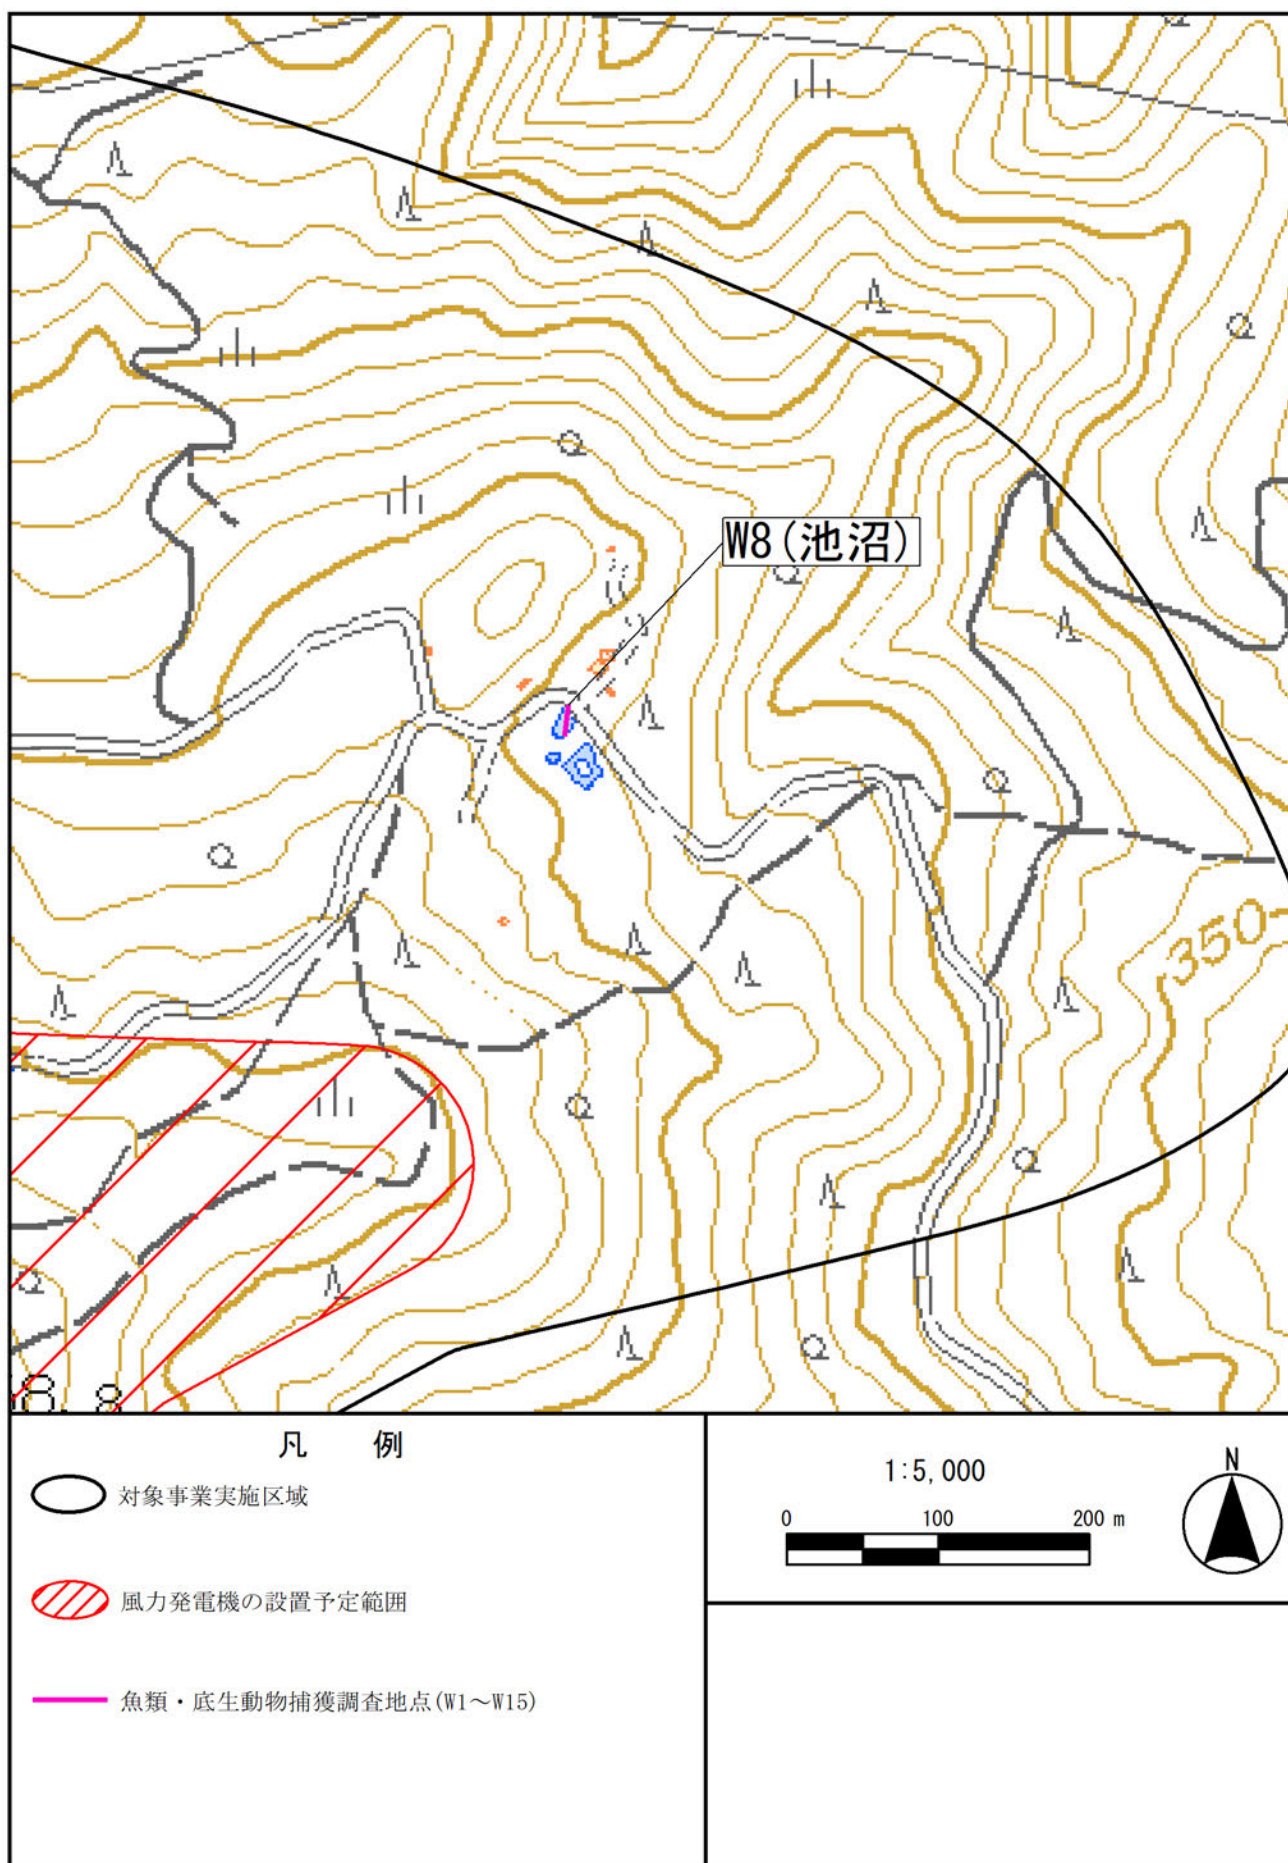 W8(池沼)
350
8. 8
凡 例
対象事業実施区域
風力発電機の設置予定範囲
魚類・底生動物捕獲調査地点(W1～W15)
1:5,000
0 100 200 m
N